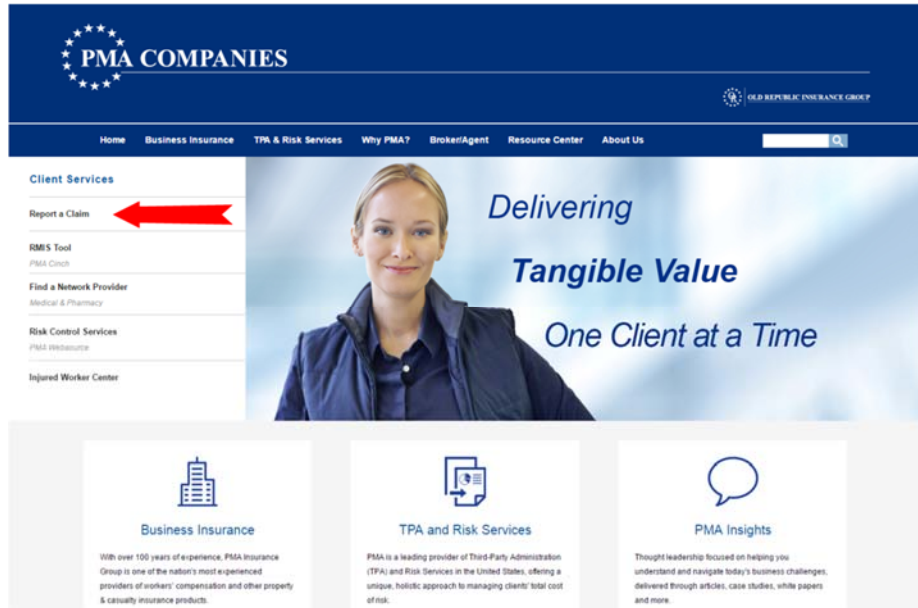 PMA COMPANIES
OLD REPUBLIC INSURANCE GROUP
Home Business Insurance TPA & Risk Services Why PMA? Broker/Agent Resource Center About Us
Client Services
Report a Claim
RMIS Tool
PMA Cinch
Find a Network Provider
Medical & Pharmacy
Risk Control Services
PMA Websource
Injured Worker Center
Delivering
Tangible Value
One Client at a Time
Business Insurance
With over 100 years of experience, PMA Insurance
Group is one of the nation's most experienced
providers of workers' compensation and other property
& casualty insurance products.
TPA and Risk Services
PMA is a leading provider of Third-Party Administration
(TPA) and Risk Services in the United States, offering a
unique, holistic approach to managing clients' total cost
of risk.
PMA Insights
Thought leadership focused on helping you
understand and navigate today's business challenges,
delivered through articles, case studies, white papers
and more.